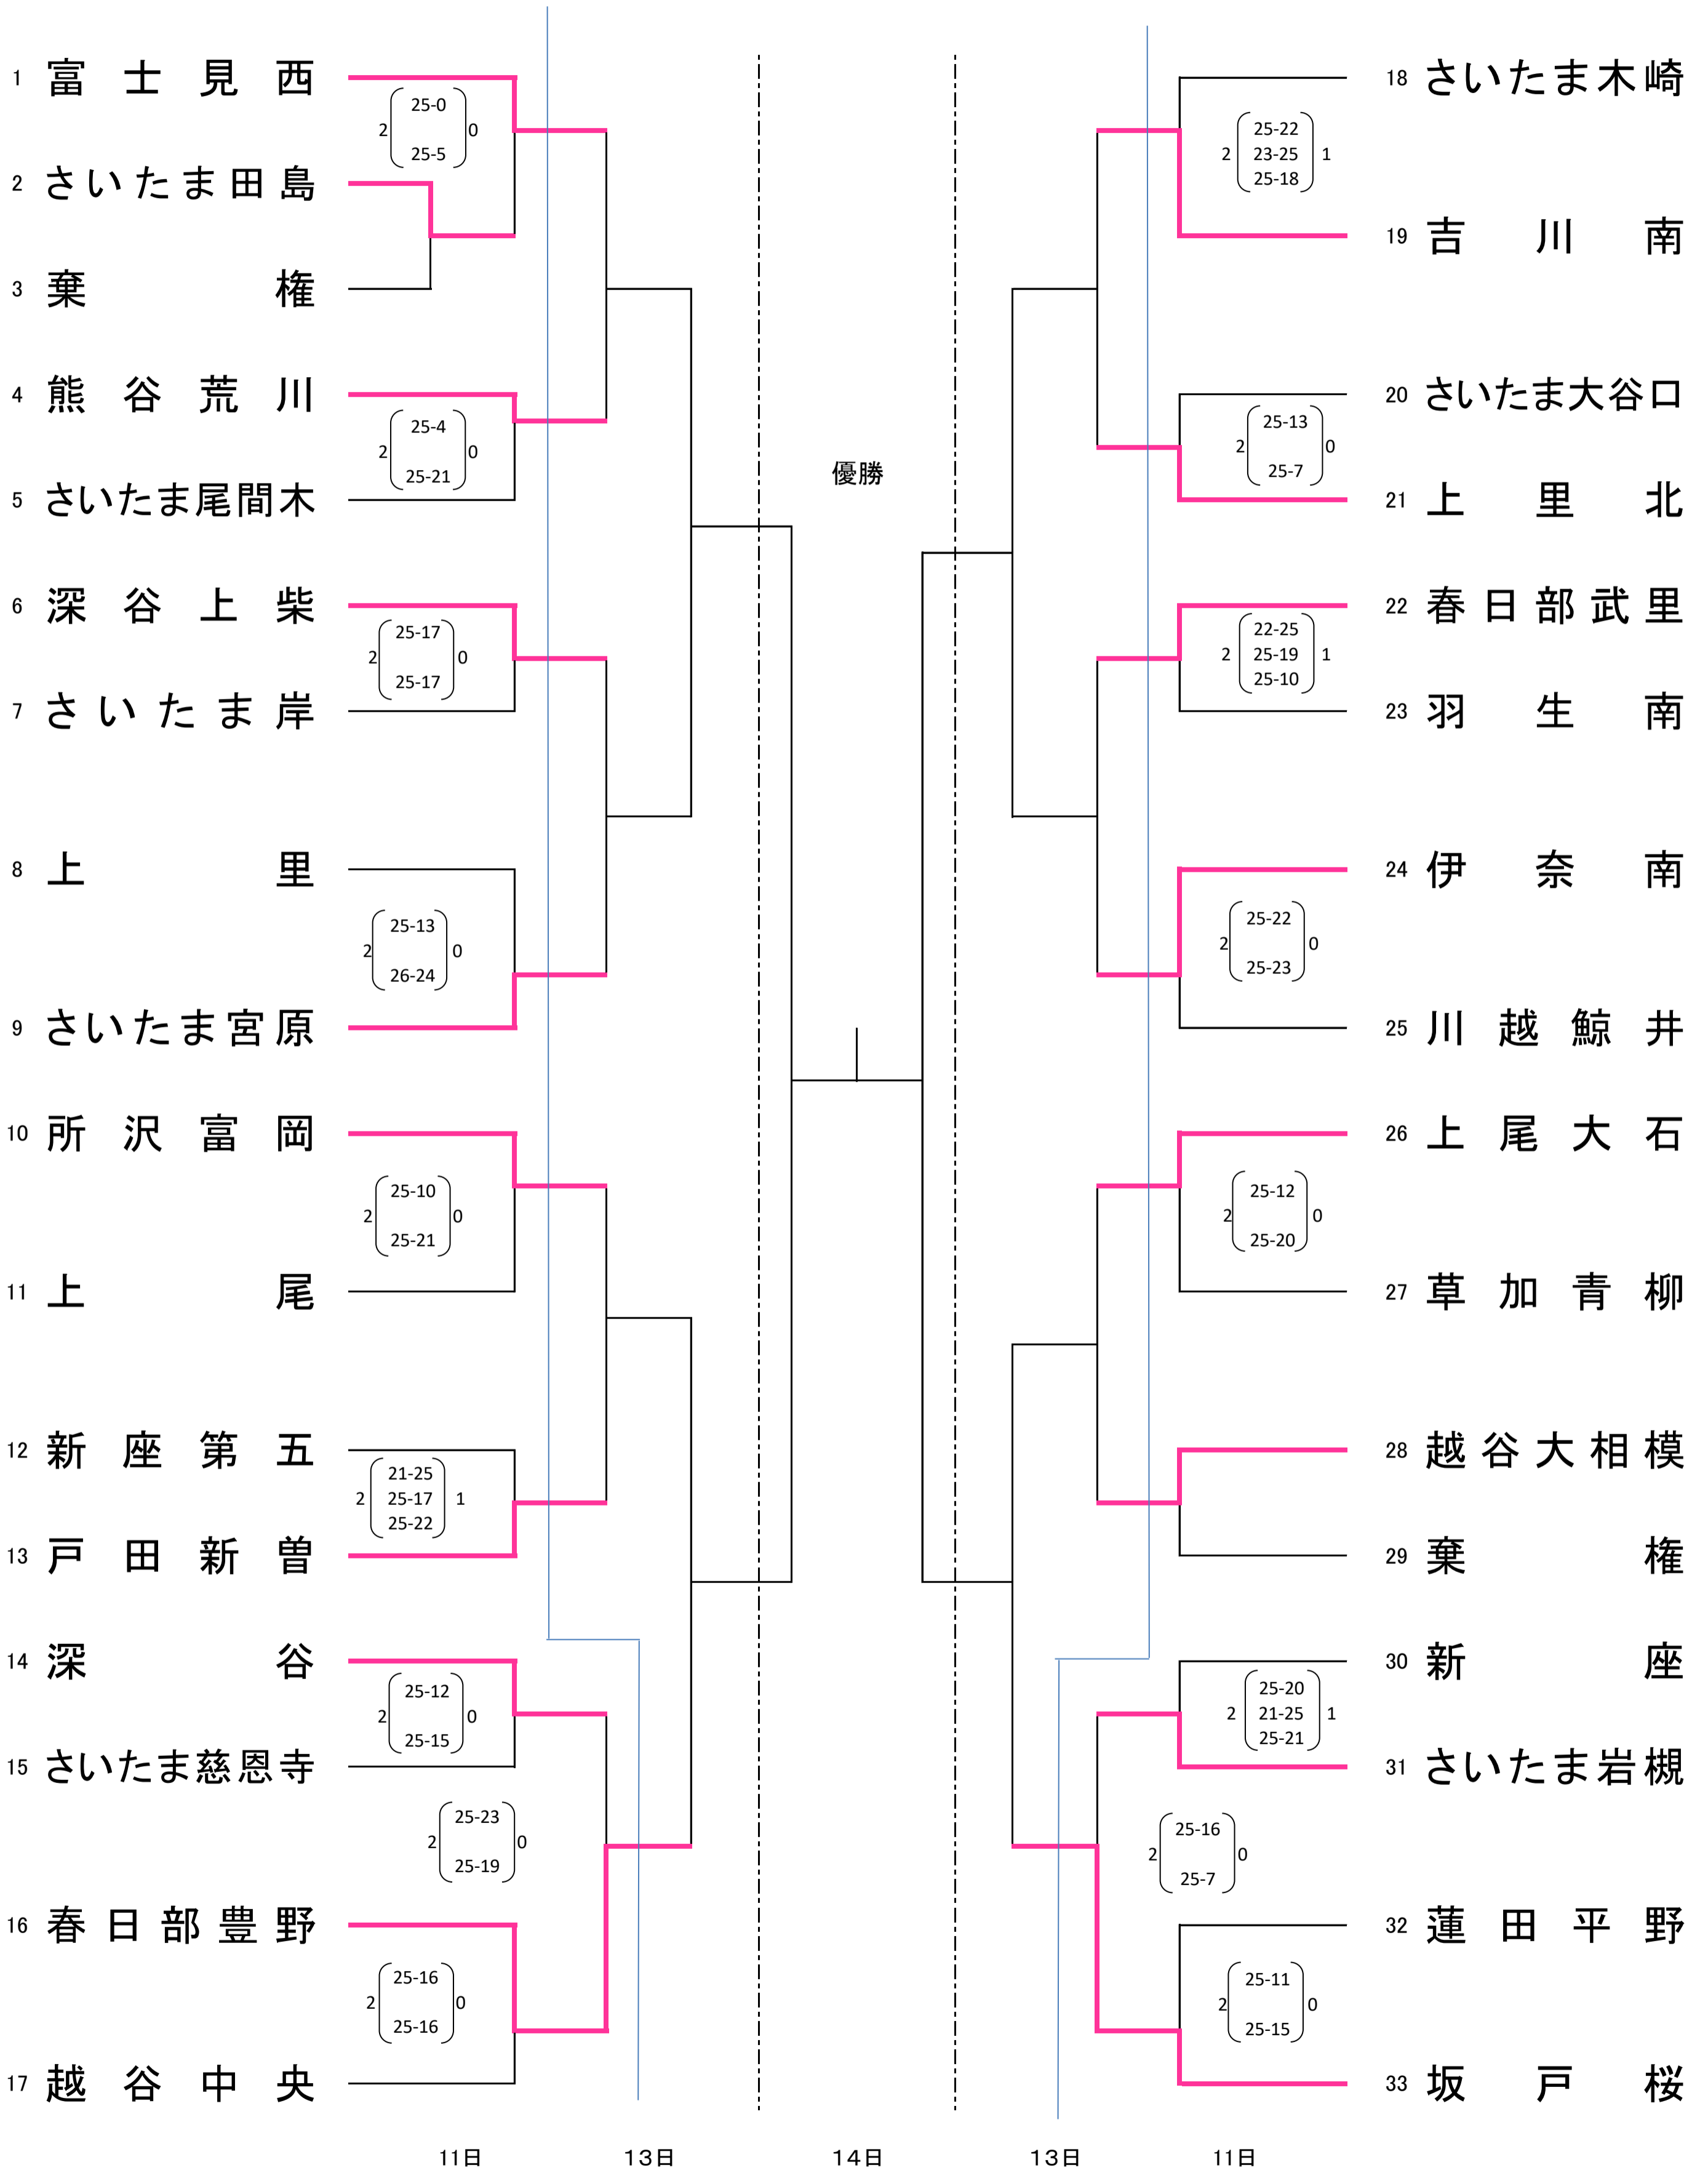 1 富士見西
25-0
2 0
25-5
2 さいたま田島
3 棄権
4 熊谷荒川
25-4
2 0
25-21
5 さいたま尾間木
6 深谷上柴
25-17
2 0
25-17
7 さいたま岸
8 上里
25-13
2 0
26-24
9 さいたま宮原
10 所沢富岡
25-10
2 0
25-21
11 上尾
12 新座第五
21-25
2 25-17 1
25-22
13 戸田新曽
14 深谷
25-12
2 0
25-15
15 さいたま慈恩寺
25-23
2 0
25-19
16 春日部豊野
25-16
2 0
25-16
17 越谷中央
優勝
18 さいたま木崎
25-22
2 23-25 1
25-18
19 吉川南
20 さいたま大谷口
25-13
2 0
25-7
21 上里北
22 春日部武里
22-25
2 25-19 1
25-10
23 羽生南
24 伊奈南
25-22
2 0
25-23
25 川越鯨井
26 上尾大石
25-12
2 0
25-20
27 草加青柳
28 越谷大相模
29 棄権
30 新座
25-20
2 21-25 1
25-21
31 さいたま岩槻
25-16
2 0
25-7
32 蓮田平野
25-11
2 0
25-15
33 坂戸桜
11日 13日 14日 13日 11日